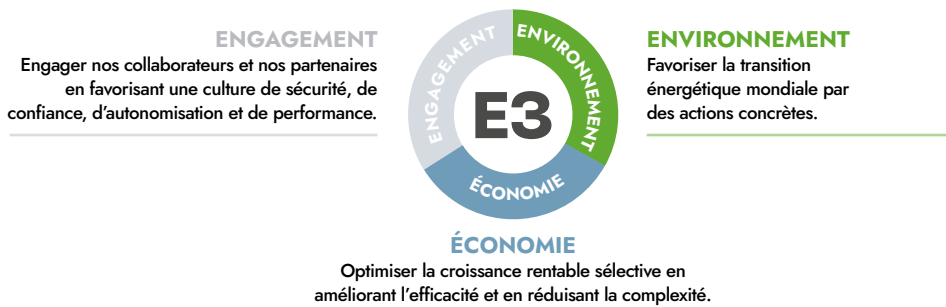 ENGAGEMENT
Engager nos collaborateurs et nos partenaires
en favorisant une culture de sécurité, de
confiance, d'autonomisation et de performance.
ENGAGEMENT
ENVIRONNEMENT
ÉCONOMIE
E3
ENVIRONNEMENT
Favoriser la transition
énergétique mondiale par
des actions concrètes.
ÉCONOMIE
Optimiser la croissance rentable sélective en
améliorant l'efficacité et en réduisant la complexité.